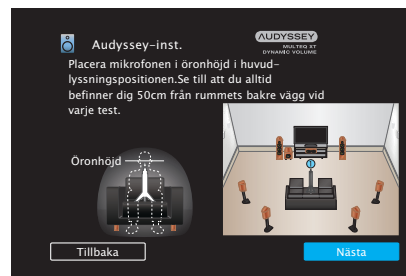 Audyssey-inst.
AUDYSSEY
MULTEQ XT
DYNAMIC VOLUME
Placera mikrofonen i öronhöjd i huvud-
lyssningspositionen.Se till att du alltid
befinner dig 50cm från rummets bakre vägg vid
varje test.
Öronhöjd
1
Tillbaka
Nästa